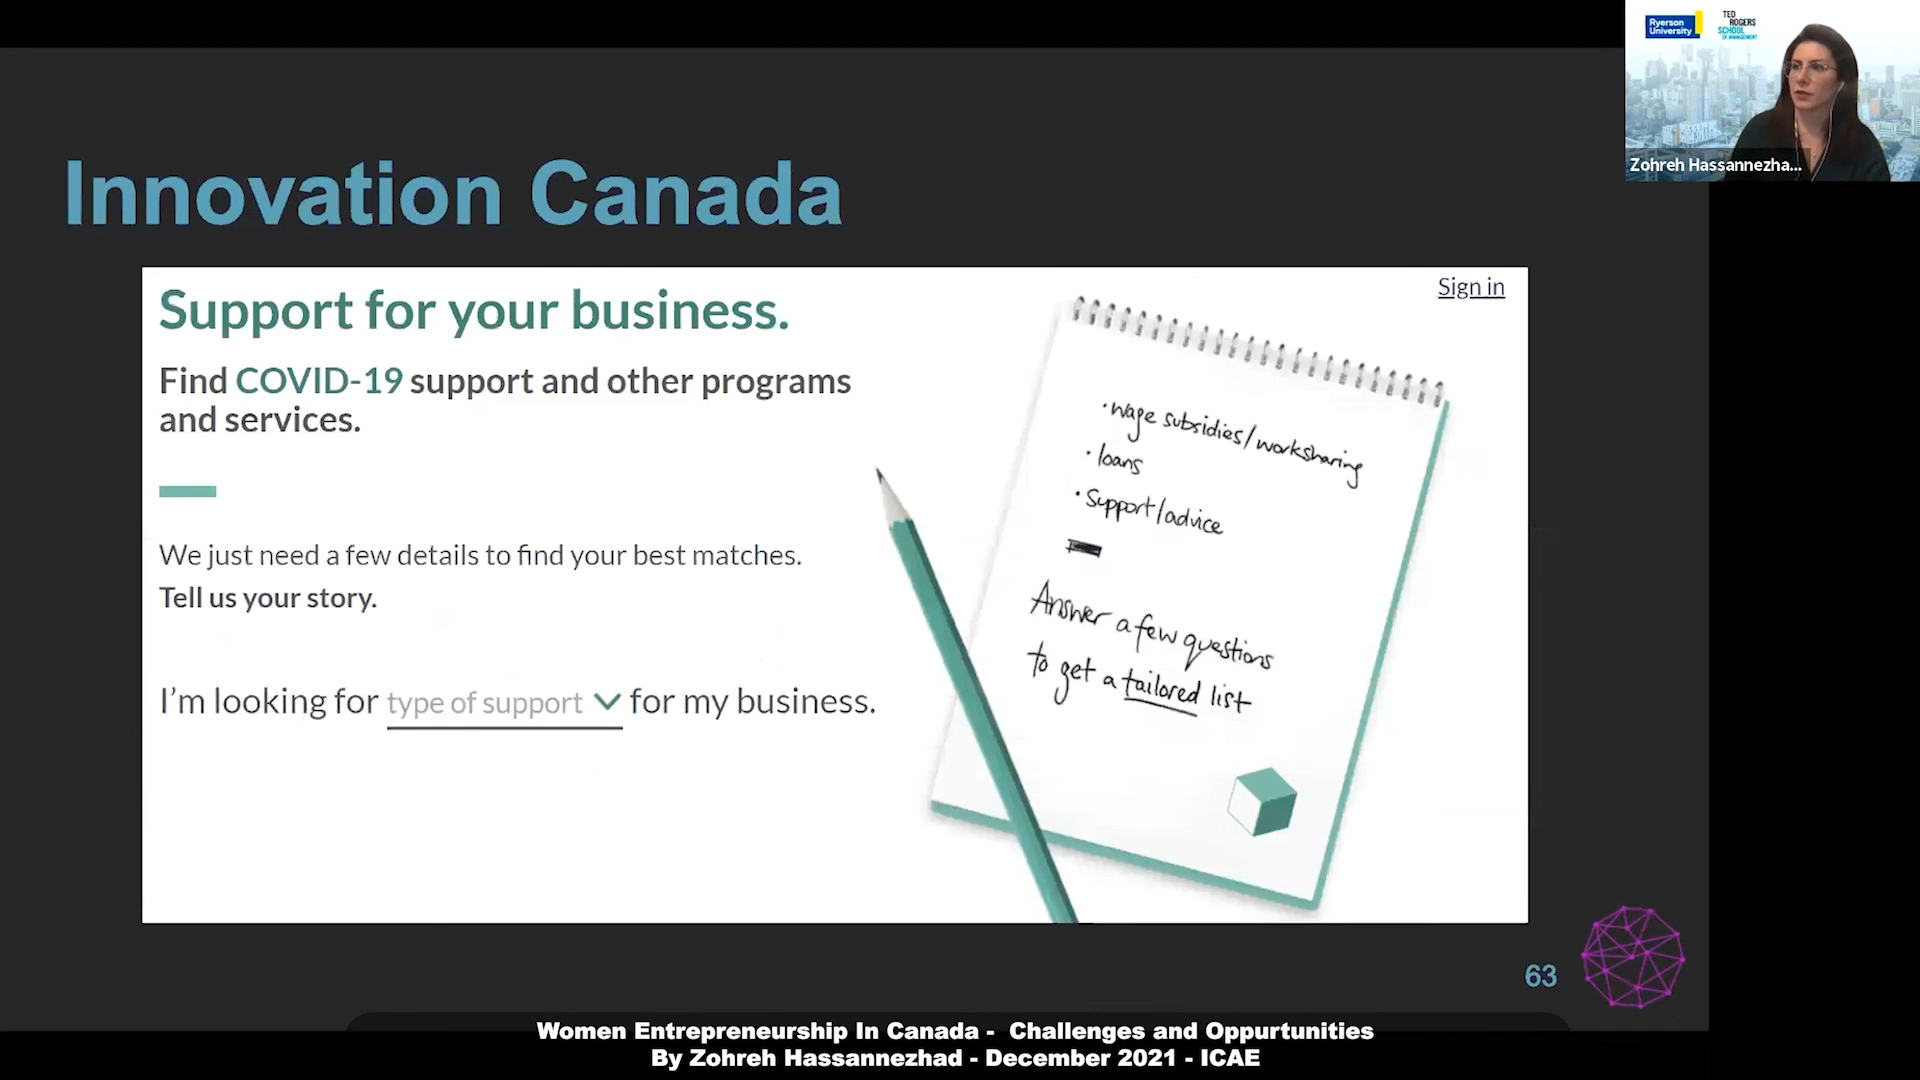 Ryerson
University
TED
ROGERS
SCHOOL
OF MANAGEMENT
Zohreh Hassannezha...
Innovation Canada
Sign in
Support for your business.
Find COVID-19 support and other programs
and services.
We just need a few details to find your best matches.
Tell us your story.
I'm looking for type of support for my business.
· wage subsidies/worksharing
· loans
· Support/advice
Answer a few questions
to get a tailored list
63
Women Entrepreneurship In Canada - Challenges and Oppurtunities
By Zohreh Hassannezhad - December 2021 - ICAE